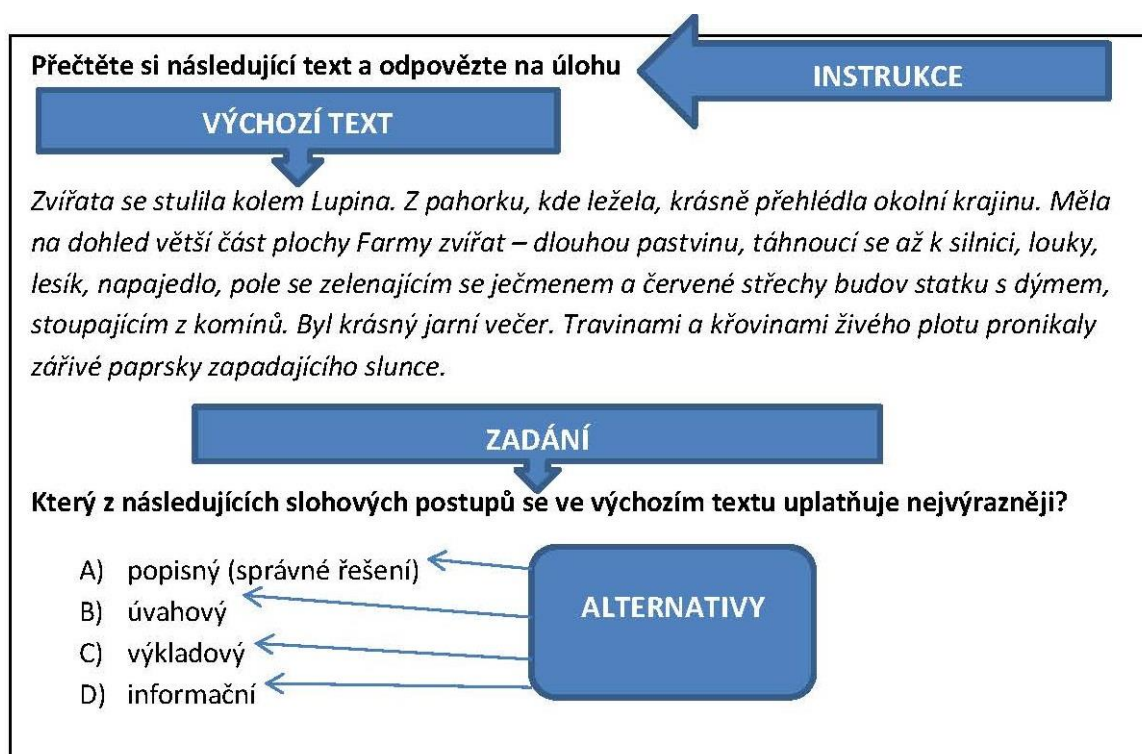 Přečtěte si následující text a odpovězte na úlohu
INSTRUKCE
VÝCHOZÍ TEXT
Zvířata se stulila kolem Lupina. Z pahorku, kde ležela, krásně přehlédla okolní krajinu. Měla
na dohled větší část plochy Farmy zvířat – dlouhou pastvinu, táhnoucí se až k silnici, louky,
lesík, napajedlo, pole se zelenajícím se ječmenem a červené střechy budov statku s dýmem,
stoupajícím z komínů. Byl krásný jarní večer. Travinami a křovinami živého plotu pronikaly
zářivé paprsky zapadajícího slunce.
ZADÁNÍ
Který z následujících slohových postupů se ve výchozím textu uplatňuje nejvýrazněji?
A) popisný (správné řešení)
B) úvahový
C) výkladový
D) informační
ALTERNATIVY